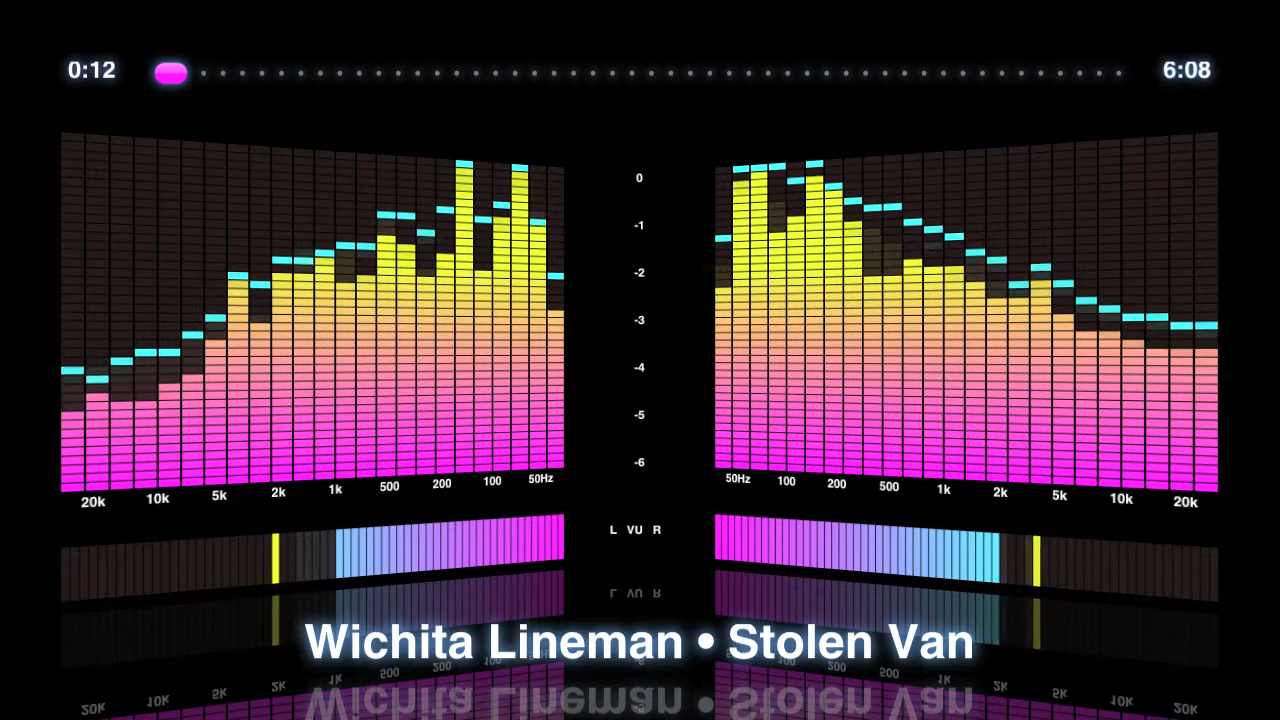 0:12 6:08
0
-1
-2
-3
-4
-5
-6
20k 10k 5k 2k 1k 500 200 100 50Hz 50Hz 100 200 500 1k 2k 5k 10k 20k
L VU R
Wichita Lineman • Stolen Van